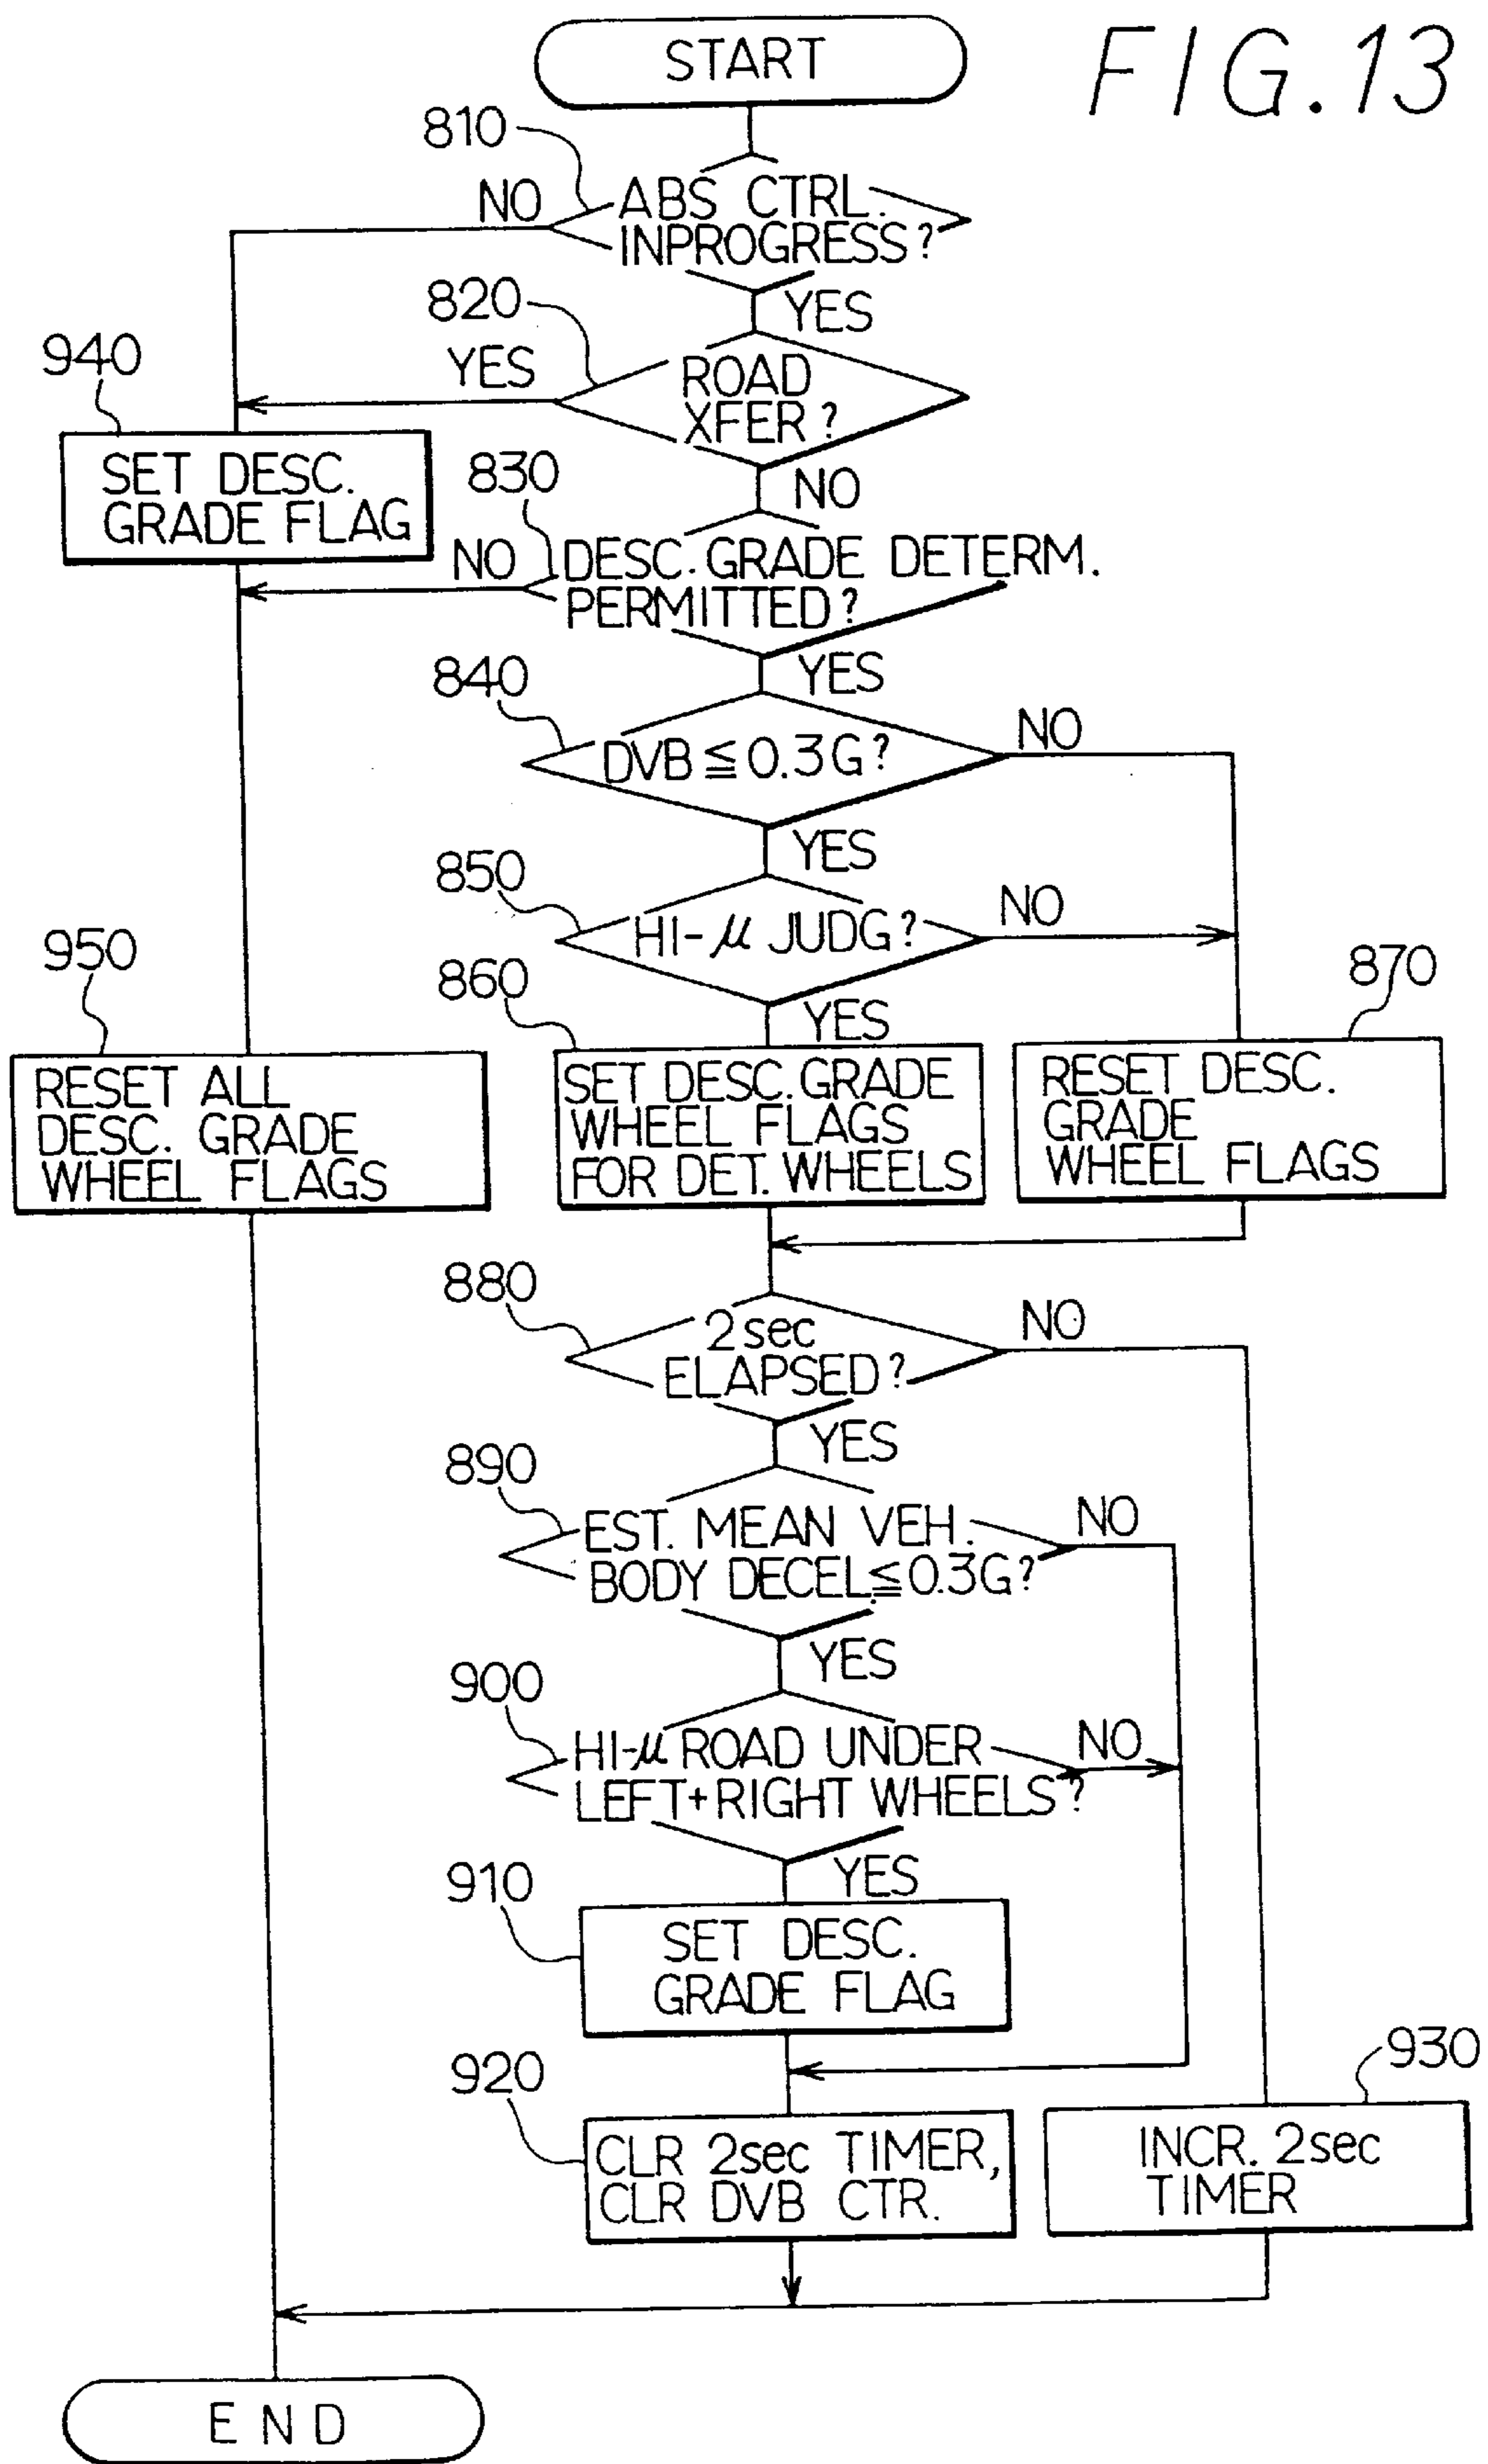 FIG.13
START
810
NO
ABS CTRL.
INPROGRESS?
YES
820
YES
ROAD
XFER?
NO
940
SET DESC.
GRADE FLAG
830
NO
DESC. GRADE DETERM.
PERMITTED?
YES
840
DVB ≦ 0.3G?
NO
YES
850
HI-μ JUDG?
NO
YES
950
RESET ALL
DESC. GRADE
WHEEL FLAGS
860
SET DESC. GRADE
WHEEL FLAGS
FOR DET. WHEELS
870
RESET DESC.
GRADE
WHEEL FLAGS
880
2sec
ELAPSED?
NO
YES
890
EST. MEAN VEH.
BODY DECEL.≦0.3G?
NO
YES
900
HI-μ ROAD UNDER
LEFT+RIGHT WHEELS?
NO
YES
910
SET DESC.
GRADE FLAG
920
CLR 2sec TIMER,
CLR DVB CTR.
930
INCR. 2sec
TIMER
END